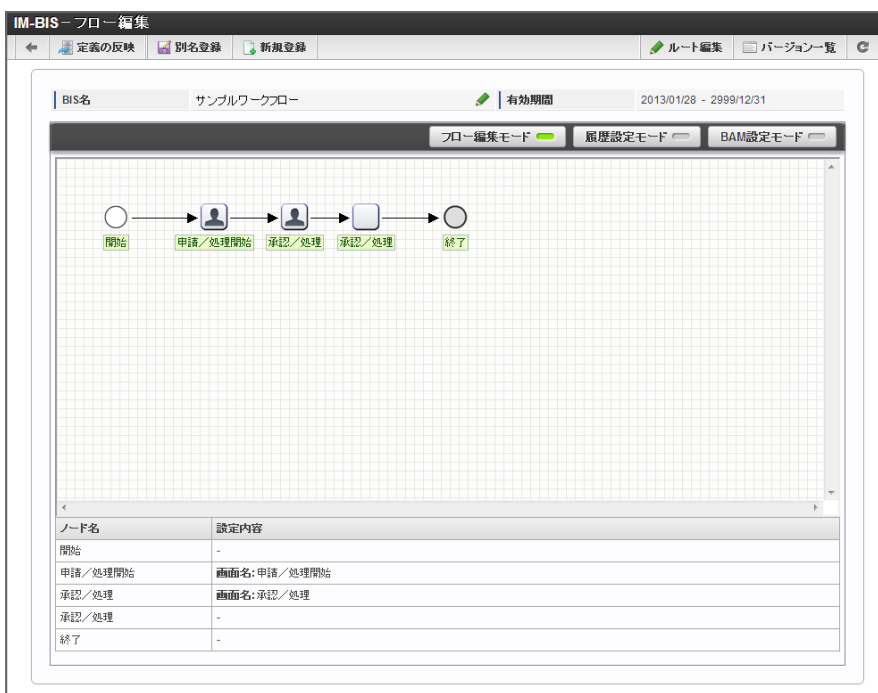 IM-BIS－フロー編集
定義の反映 別名登録 新規登録 ルート編集 バージョン一覧
BIS名 サンプルワークフロー 有効期間 2013/01/28 - 2999/12/31
フロー編集モード 履歴設定モード BAM設定モード
開始 申請／処理開始 承認／処理 承認／処理 終了
ノード名 設定内容
開始 -
申請／処理開始 画面名:申請／処理開始
承認／処理 画面名:承認／処理
承認／処理 -
終了 -